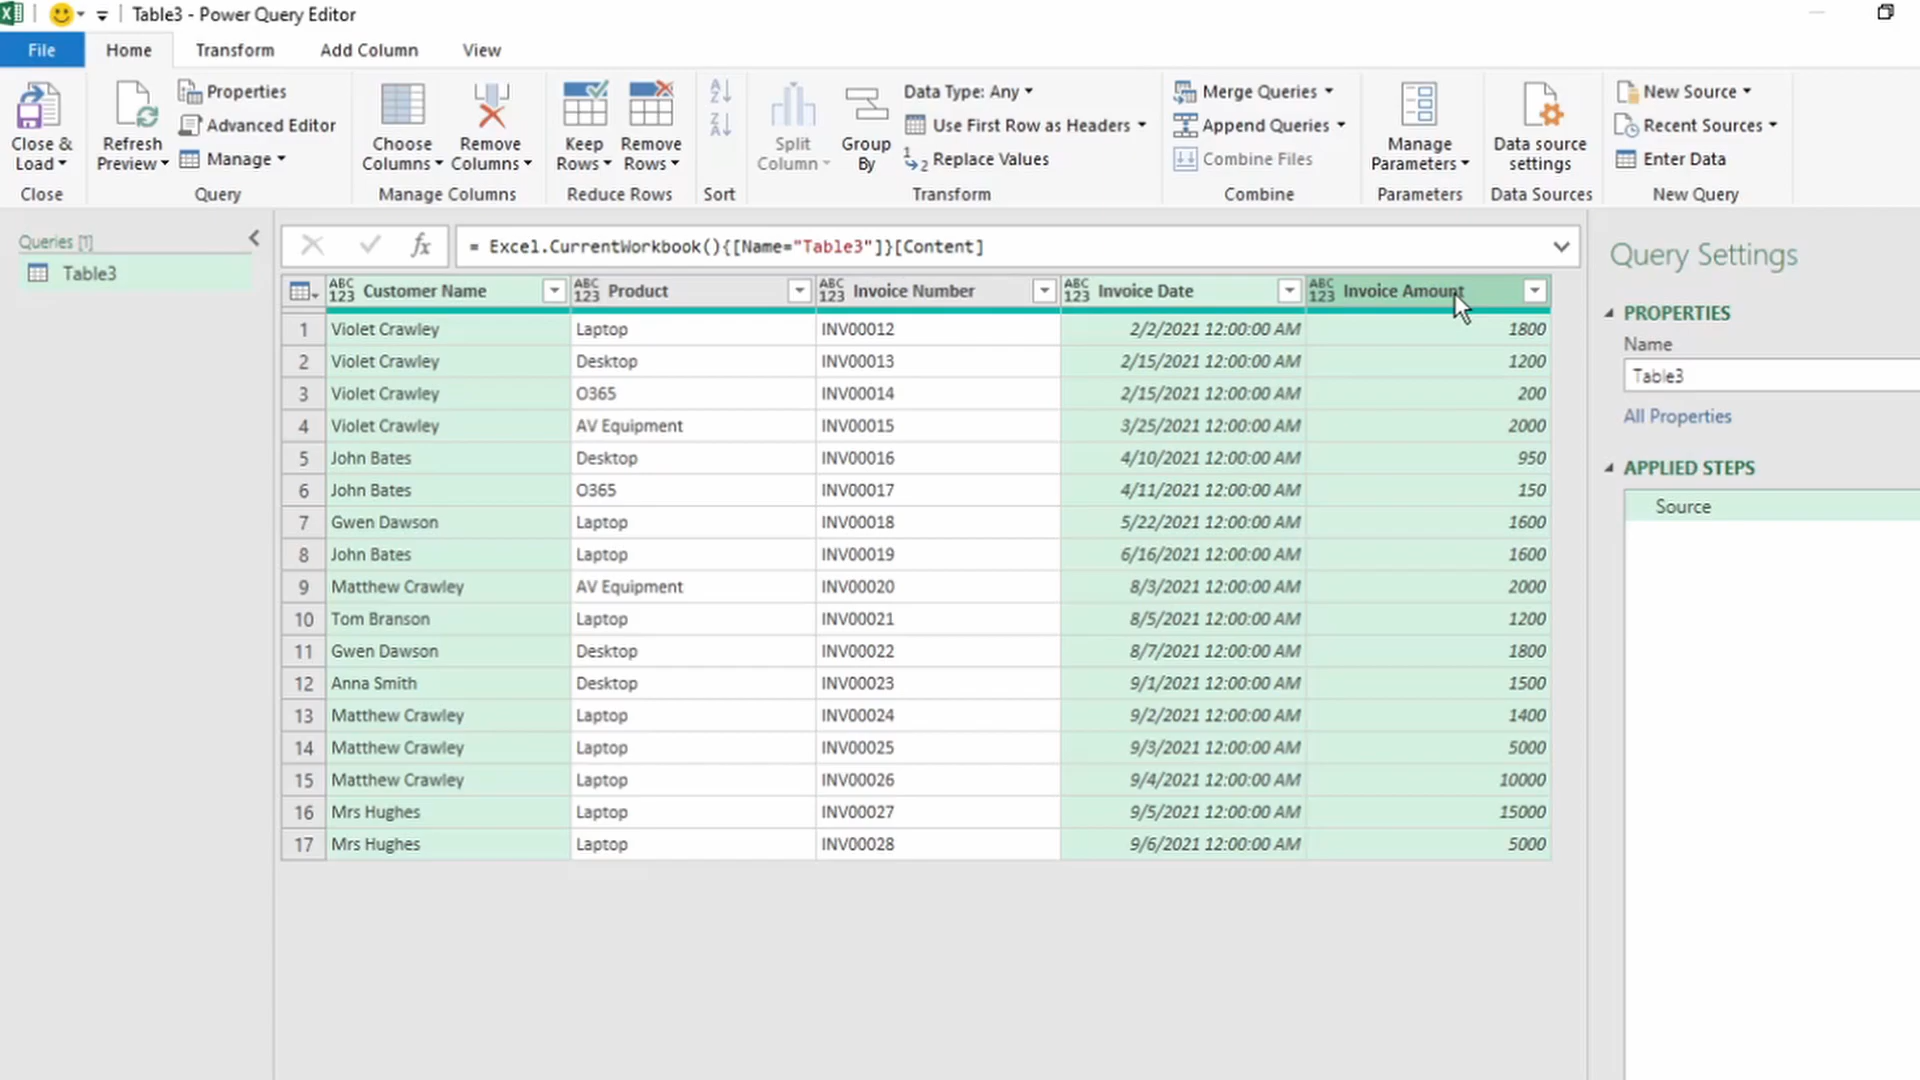 Table3 - Power Query Editor
File Home Transform Add Column View
Close & Load
Close
Refresh Preview
Properties
Advanced Editor
Manage
Query
Choose Columns
Remove Columns
Manage Columns
Keep Rows
Remove Rows
Reduce Rows
A Z
Z A
Sort
Split Column
Group By
Data Type: Any
Use First Row as Headers
1 2 Replace Values
Transform
Merge Queries
Append Queries
Combine Files
Combine
Manage Parameters
Parameters
Data source settings
Data Sources
New Source
Recent Sources
Enter Data
New Query
Queries [1]
Table3
fx = Excel.CurrentWorkbook(){[Name="Table3"]}[Content]
ABC 123 Customer Name ABC 123 Product ABC 123 Invoice Number ABC 123 Invoice Date ABC 123 Invoice Amount
1 Violet Crawley Laptop INV00012 2/2/2021 12:00:00 AM 1800
2 Violet Crawley Desktop INV00013 2/15/2021 12:00:00 AM 1200
3 Violet Crawley O365 INV00014 2/15/2021 12:00:00 AM 200
4 Violet Crawley AV Equipment INV00015 3/25/2021 12:00:00 AM 2000
5 John Bates Desktop INV00016 4/10/2021 12:00:00 AM 950
6 John Bates O365 INV00017 4/11/2021 12:00:00 AM 150
7 Gwen Dawson Laptop INV00018 5/22/2021 12:00:00 AM 1600
8 John Bates Laptop INV00019 6/16/2021 12:00:00 AM 1600
9 Matthew Crawley AV Equipment INV00020 8/3/2021 12:00:00 AM 2000
10 Tom Branson Laptop INV00021 8/5/2021 12:00:00 AM 1200
11 Gwen Dawson Desktop INV00022 8/7/2021 12:00:00 AM 1800
12 Anna Smith Desktop INV00023 9/1/2021 12:00:00 AM 1500
13 Matthew Crawley Laptop INV00024 9/2/2021 12:00:00 AM 1400
14 Matthew Crawley Laptop INV00025 9/3/2021 12:00:00 AM 5000
15 Matthew Crawley Laptop INV00026 9/4/2021 12:00:00 AM 10000
16 Mrs Hughes Laptop INV00027 9/5/2021 12:00:00 AM 15000
17 Mrs Hughes Laptop INV00028 9/6/2021 12:00:00 AM 5000
Query Settings
PROPERTIES
Name
Table3
All Properties
APPLIED STEPS
Source